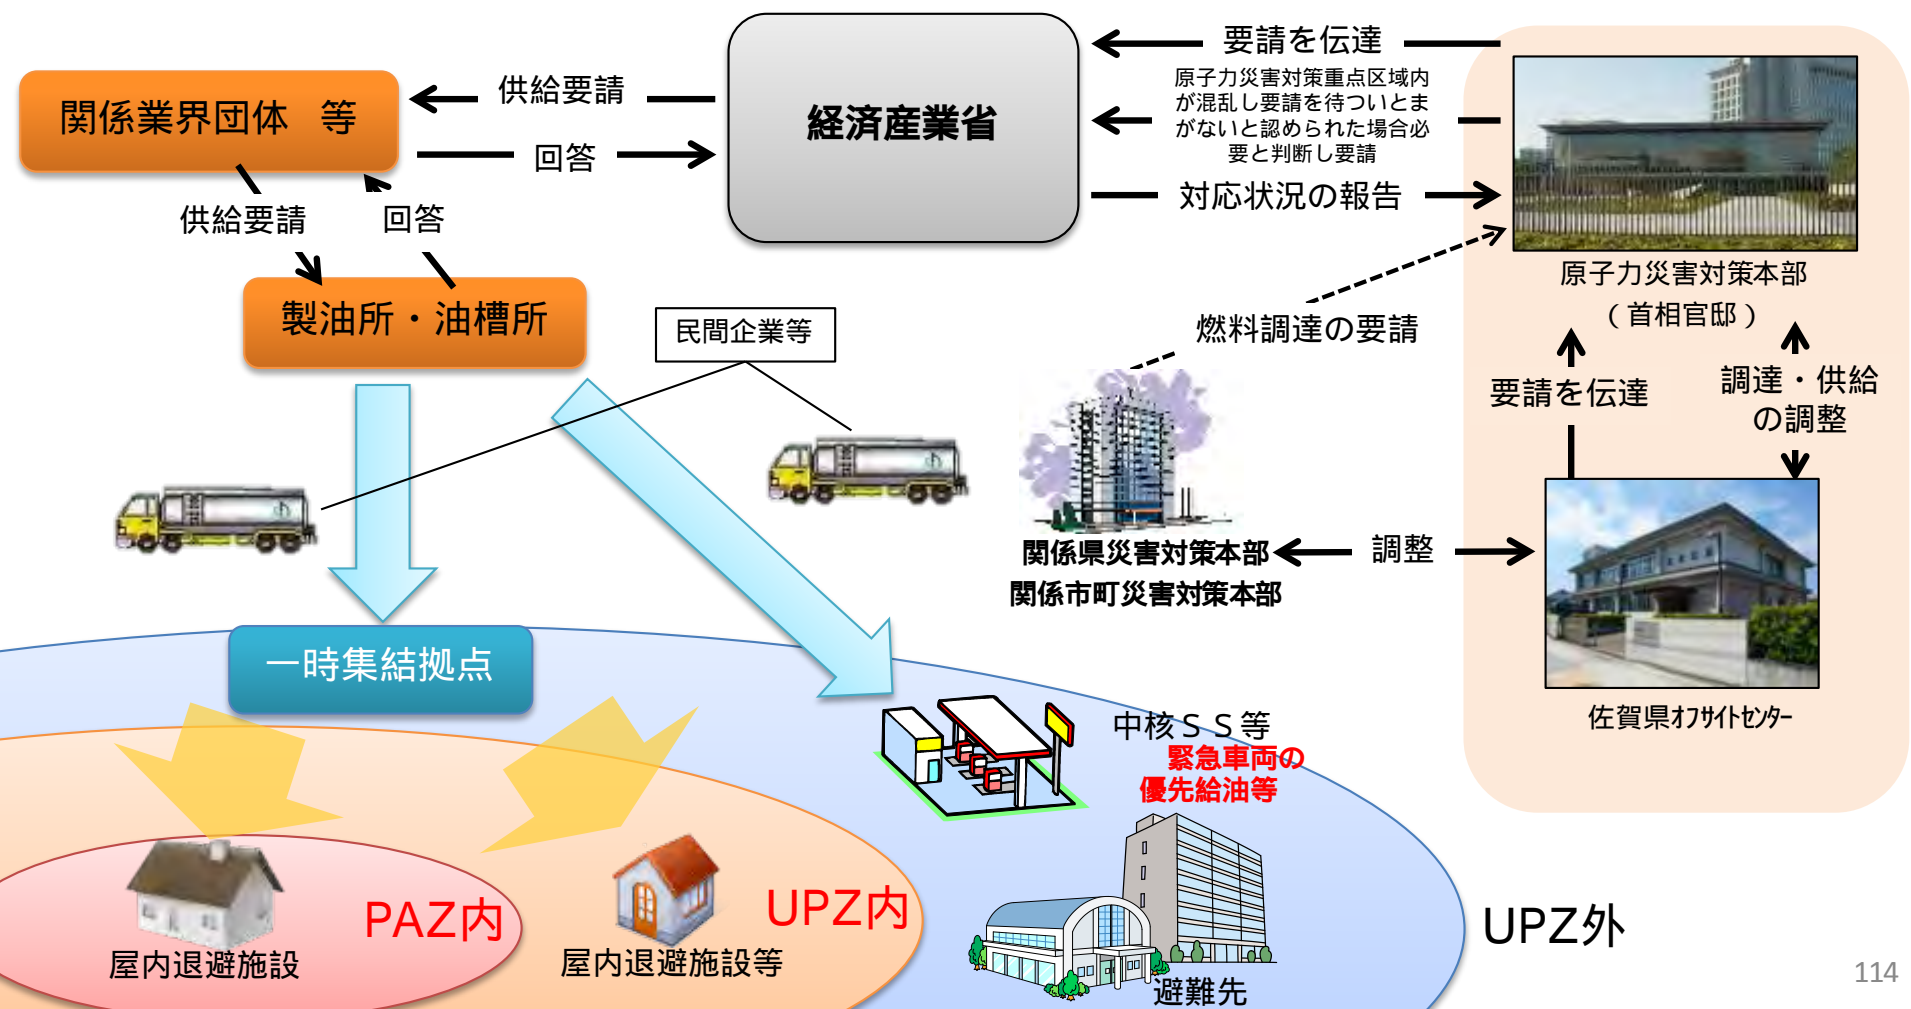 要請を伝達
原子力災害対策重点区域内
が混乱し要請を待ついとま
がないと認められた場合必
要と判断し要請
対応状況の報告
関係業界団体　等
供給要請
回答
経済産業省
供給要請
回答
製油所・油槽所
民間企業等
燃料調達の要請
原子力災害対策本部
（首相官邸）
要請を伝達
調達・供給
の調整
関係県災害対策本部
関係市町災害対策本部
調整
佐賀県ｵﾌｻｲﾄｾﾝﾀｰ
一時集結拠点
中核ＳＳ等
緊急車両の
優先給油等
PAZ内
屋内退避施設
UPZ内
屋内退避施設等
避難先
UPZ外
114